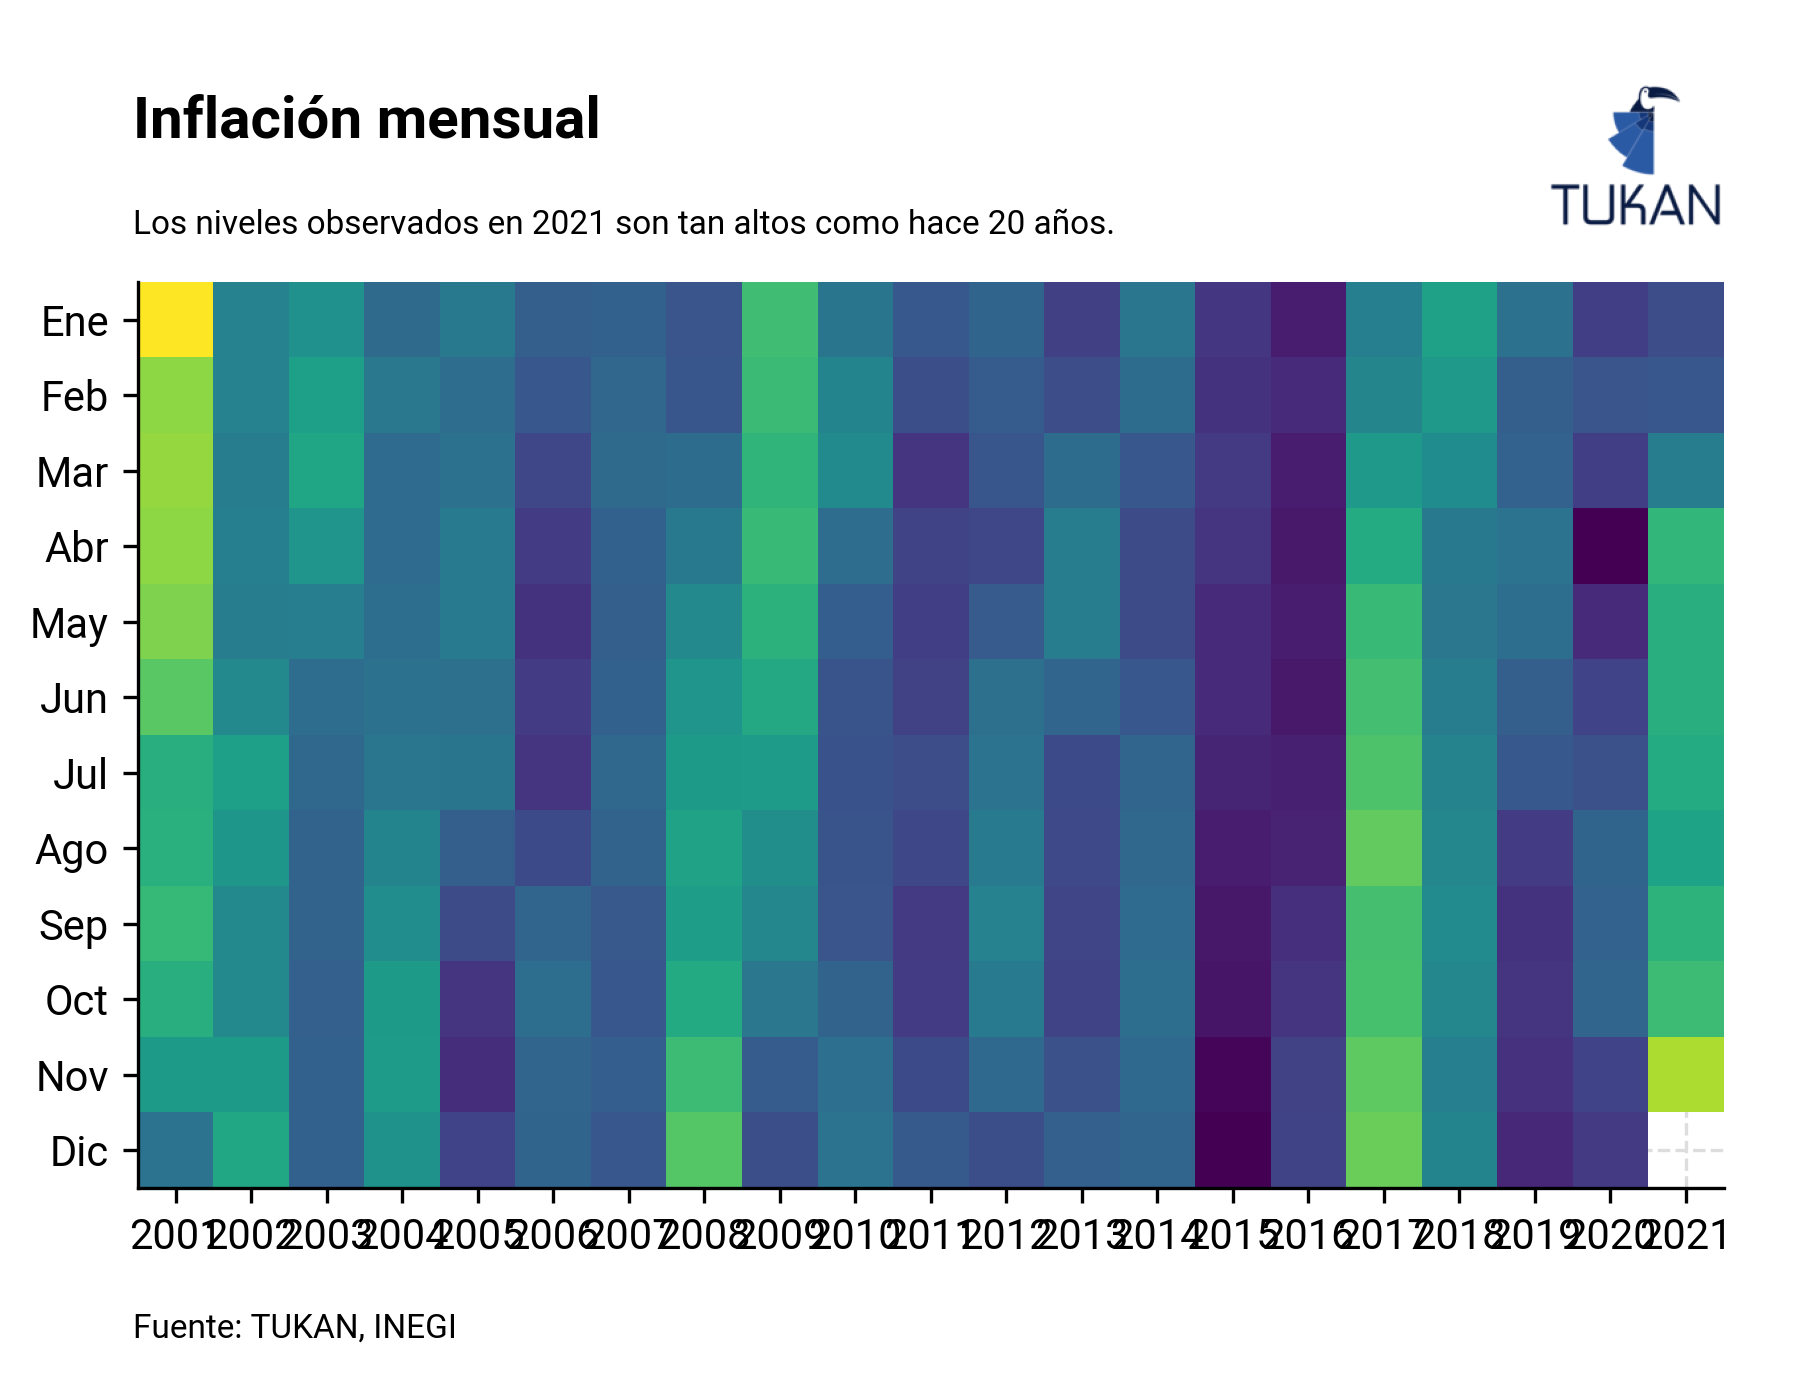 Inflación mensual
TUKAN
Los niveles observados en 2021 son tan altos como hace 20 años.
Ene
Feb
Mar
Abr
May
Jun
Jul
Ago
Sep
Oct
Nov
Dic
2001 2002 2003 2004 2005 2006 2007 2008 2009 2010 2011 2012 2013 2014 2015 2016 2017 2018 2019 2020 2021
Fuente: TUKAN, INEGI